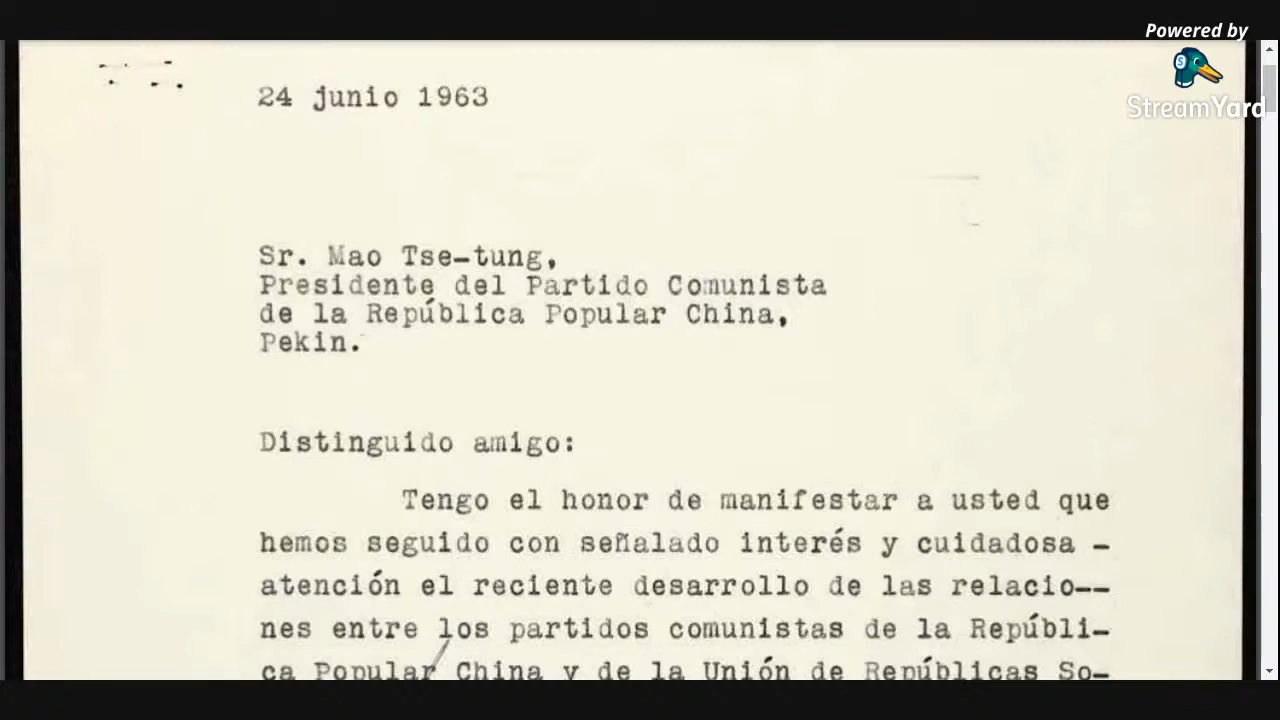 Powered by
StreamYard
24 junio 1963
Sr. Mao Tse-tung,
Presidente del Partido Comunista
de la República Popular China,
Pekin.
Distinguido amigo:
Tengo el honor de manifestar a usted que
hemos seguido con señalado interés y cuidadosa -
atención el reciente desarrollo de las relacio--
nes entre los partidos comunistas de la Repúbli-
ca Popular China y de la Unión de Repúblicas So-